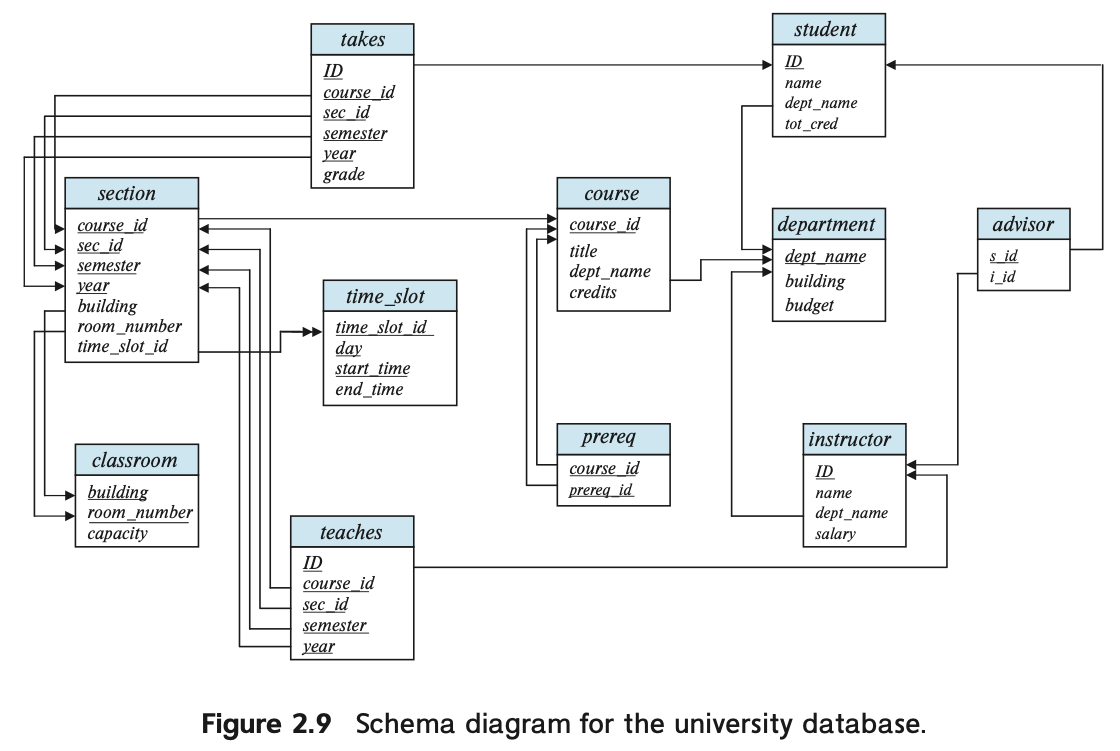 takes
ID
course_id
sec_id
semester
year
grade
student
ID
name
dept_name
tot_cred
section
course_id
sec_id
semester
year
building
room_number
time_slot_id
course
course_id
title
dept_name
credits
department
dept_name
building
budget
advisor
s_id
i_id
time_slot
time_slot_id
day
start_time
end_time
prereq
course_id
prereq_id
instructor
ID
name
dept_name
salary
classroom
building
room_number
capacity
teaches
ID
course_id
sec_id
semester
year
Figure 2.9 Schema diagram for the university database.